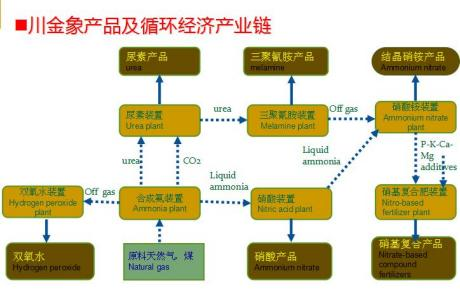 川金象产品及循环经济产业链
尿素产品
urea
三聚氰胺产品
melamine
结晶硝铵产品
Ammonium nitrate
尿素装置
Urea plant
urea
三聚氰胺装置
Melamine plant
Off gas
硝酸铵装置
Ammonium nitrate
plant
urea
CO2
Liquid
ammonia
Liquid
ammonia
P-K-Ca-
Mg
additives
双氧水装置
Hydrogen peroxide
plant
Off gas
合成氨装置
Ammonia plant
硝酸装置
Nitric acid plant
硝基复合肥装置
Nitro-based
fertilizer plant
双氧水
Hydrogen peroxide
原料天然气，煤
Natural gas
硝酸产品
Ammonium nitrate
硝基复合产品
Nitrate-based
compound
fertilizers